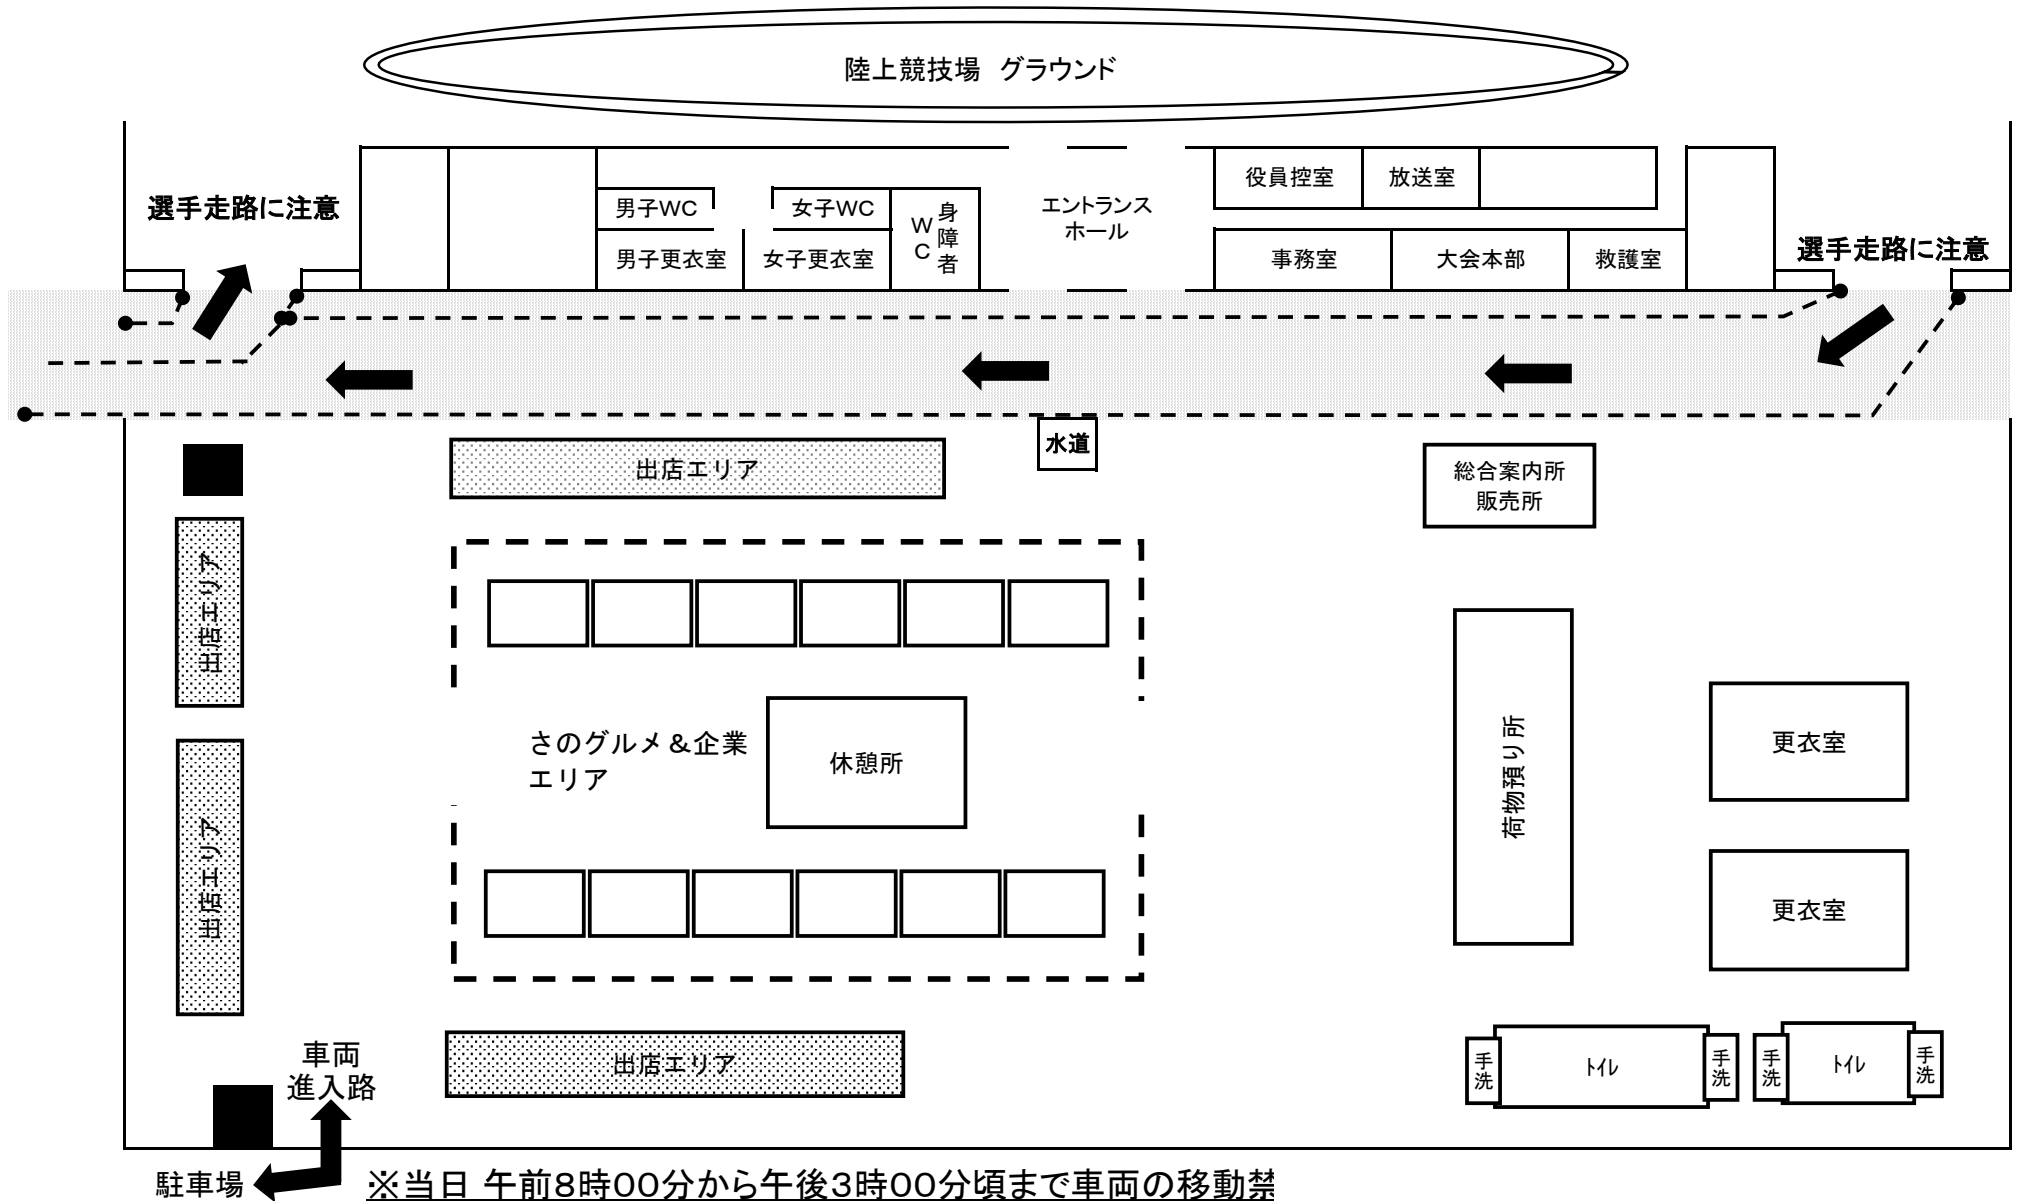 陸上競技場　グラウンド
選手走路に注意
男子WC
女子WC
身障者
WC
エントランス
ホール
役員控室
放送室
男子更衣室
女子更衣室
事務室
大会本部
救護室
選手走路に注意
水道
出店エリア
総合案内所
販売所
出店エリア
さのグルメ＆企業
エリア
休憩所
荷物預り所
更衣室
出店エリア
更衣室
出店エリア
手洗
ﾄｲﾚ
手洗
手洗
ﾄｲﾚ
手洗
車両
進入路
駐車場
※当日 午前8時00分から午後3時00分頃まで車両の移動禁